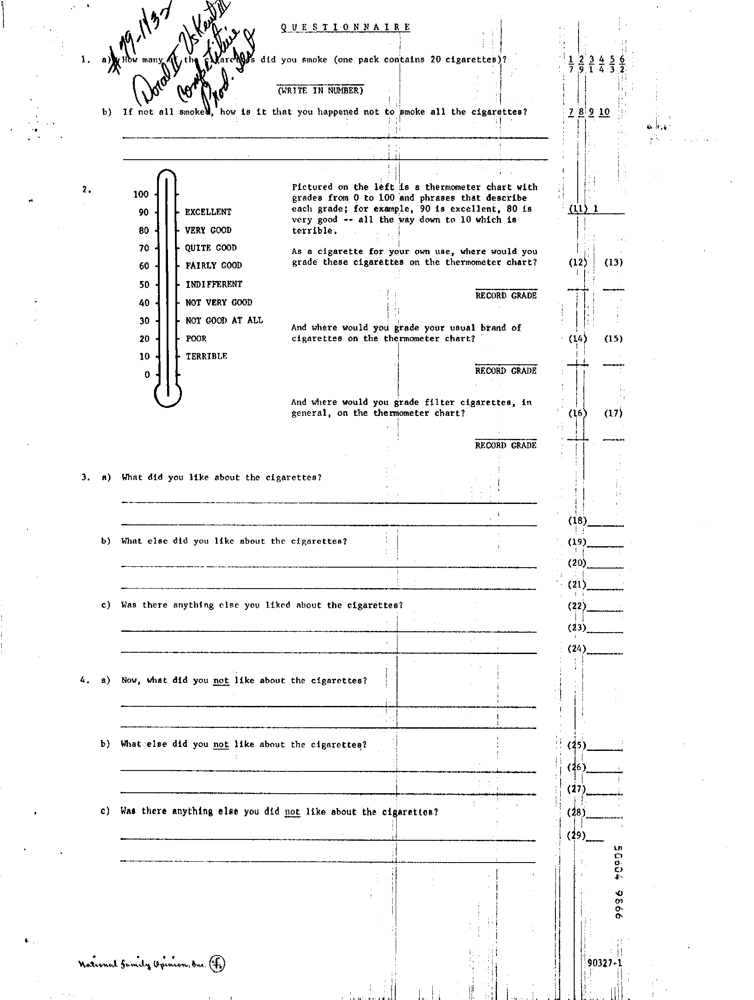 #79-1132
Doral II Vs Kent III
Competitive
Prod. Test
QUESTIONNAIRE
1. a) How many of the cigarettes did you smoke (one pack contains 20 cigarettes)?
1 2 3 4 5 6
7 9 1 4 3 2
(WRITE IN NUMBER)
b) If not all smoked, how is it that you happened not to smoke all the cigarettes?
7 8 9 10
2.
100
90 EXCELLENT
80 VERY GOOD
70 QUITE GOOD
60 FAIRLY GOOD
50 INDIFFERENT
40 NOT VERY GOOD
30 NOT GOOD AT ALL
20 POOR
10 TERRIBLE
0
Pictured on the left is a thermometer chart with
grades from 0 to 100 and phrases that describe
each grade; for example, 90 is excellent, 80 is
very good -- all the way down to 10 which is
terrible.
(11) 1
As a cigarette for your own use, where would you
grade these cigarettes on the thermometer chart?
(12) (13)
RECORD GRADE
And where would you grade your usual brand of
cigarettes on the thermometer chart?
(14) (15)
RECORD GRADE
And where would you grade filter cigarettes, in
general, on the thermometer chart?
(16) (17)
RECORD GRADE
3. a) What did you like about the cigarettes?
(18)
b) What else did you like about the cigarettes?
(19)
(20)
(21)
c) Was there anything else you liked about the cigarettes?
(22)
(23)
(24)
4. a) Now, what did you not like about the cigarettes?
b) What else did you not like about the cigarettes?
(25)
(26)
(27)
c) Was there anything else you did not like about the cigarettes?
(28)
(29)
50004 9866
National Family Opinion, Inc.
90327-1